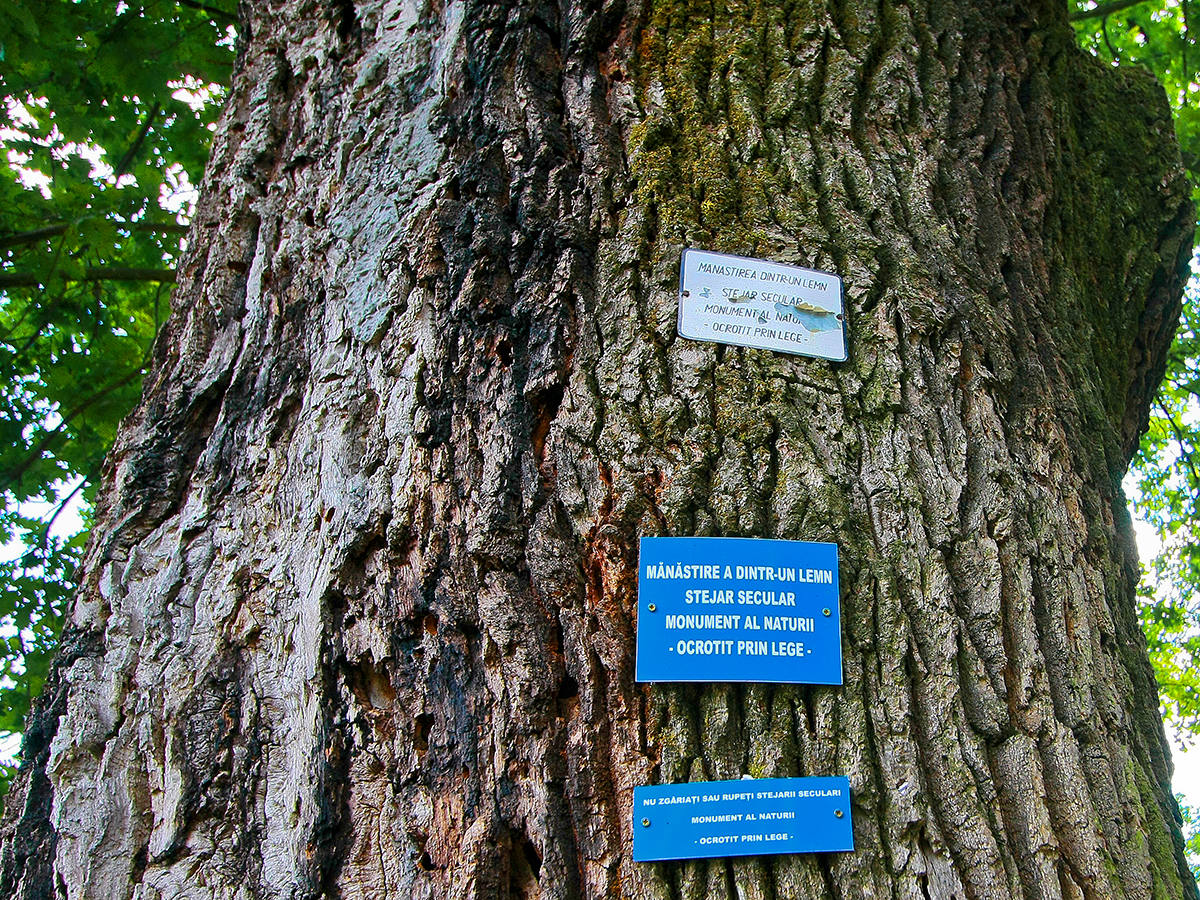 MANASTIREA DINTR-UN LEMN
STEJAR SECULAR
MONUMENT AL
- OCROTIT PRIN LEGE -
MĂNĂSTIRE A DINTR-UN LEMN
STEJAR SECULAR
MONUMENT AL NATURII
- OCROTIT PRIN LEGE -
NU ZGÂRIAȚI SAU RUPEȚI STEJARII SECULARI
MONUMENT AL NATURII
- OCROTIT PRIN LEGE -